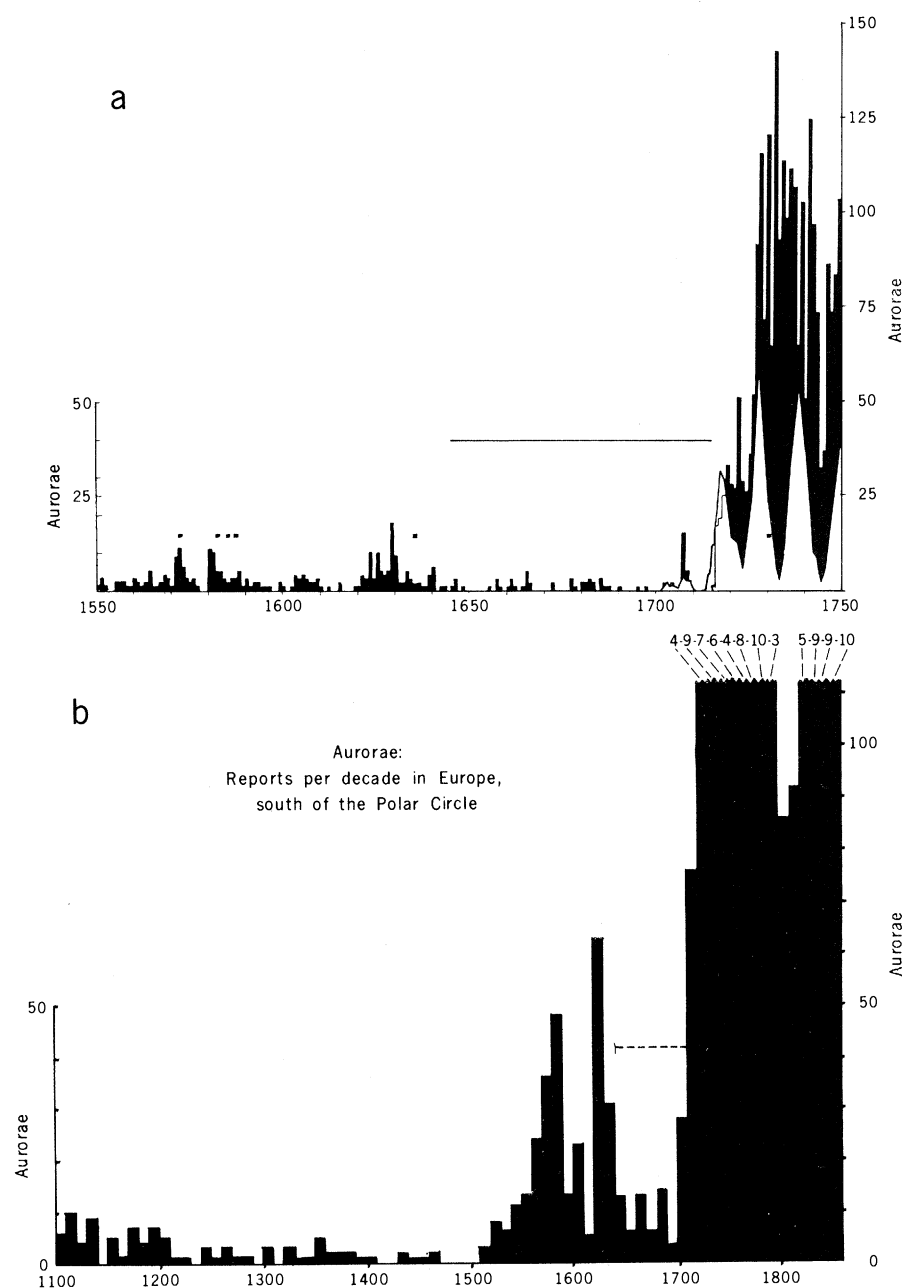 a
150
125
100
75
50
25
Aurorae
50
25
Aurorae
1550 1600 1650 1700 1750
4-9-7-6-4-8-10-3 5-9-9-10
b
Aurorae:
Reports per decade in Europe,
south of the Polar Circle
100
50
0
Aurorae
50
0
Aurorae
1100 1200 1300 1400 1500 1600 1700 1800